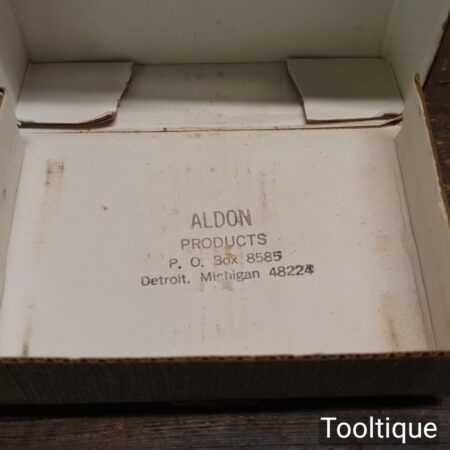 ALDON
PRODUCTS
P. O. Box 8585
Detroit, Michigan 48224
Tooltique